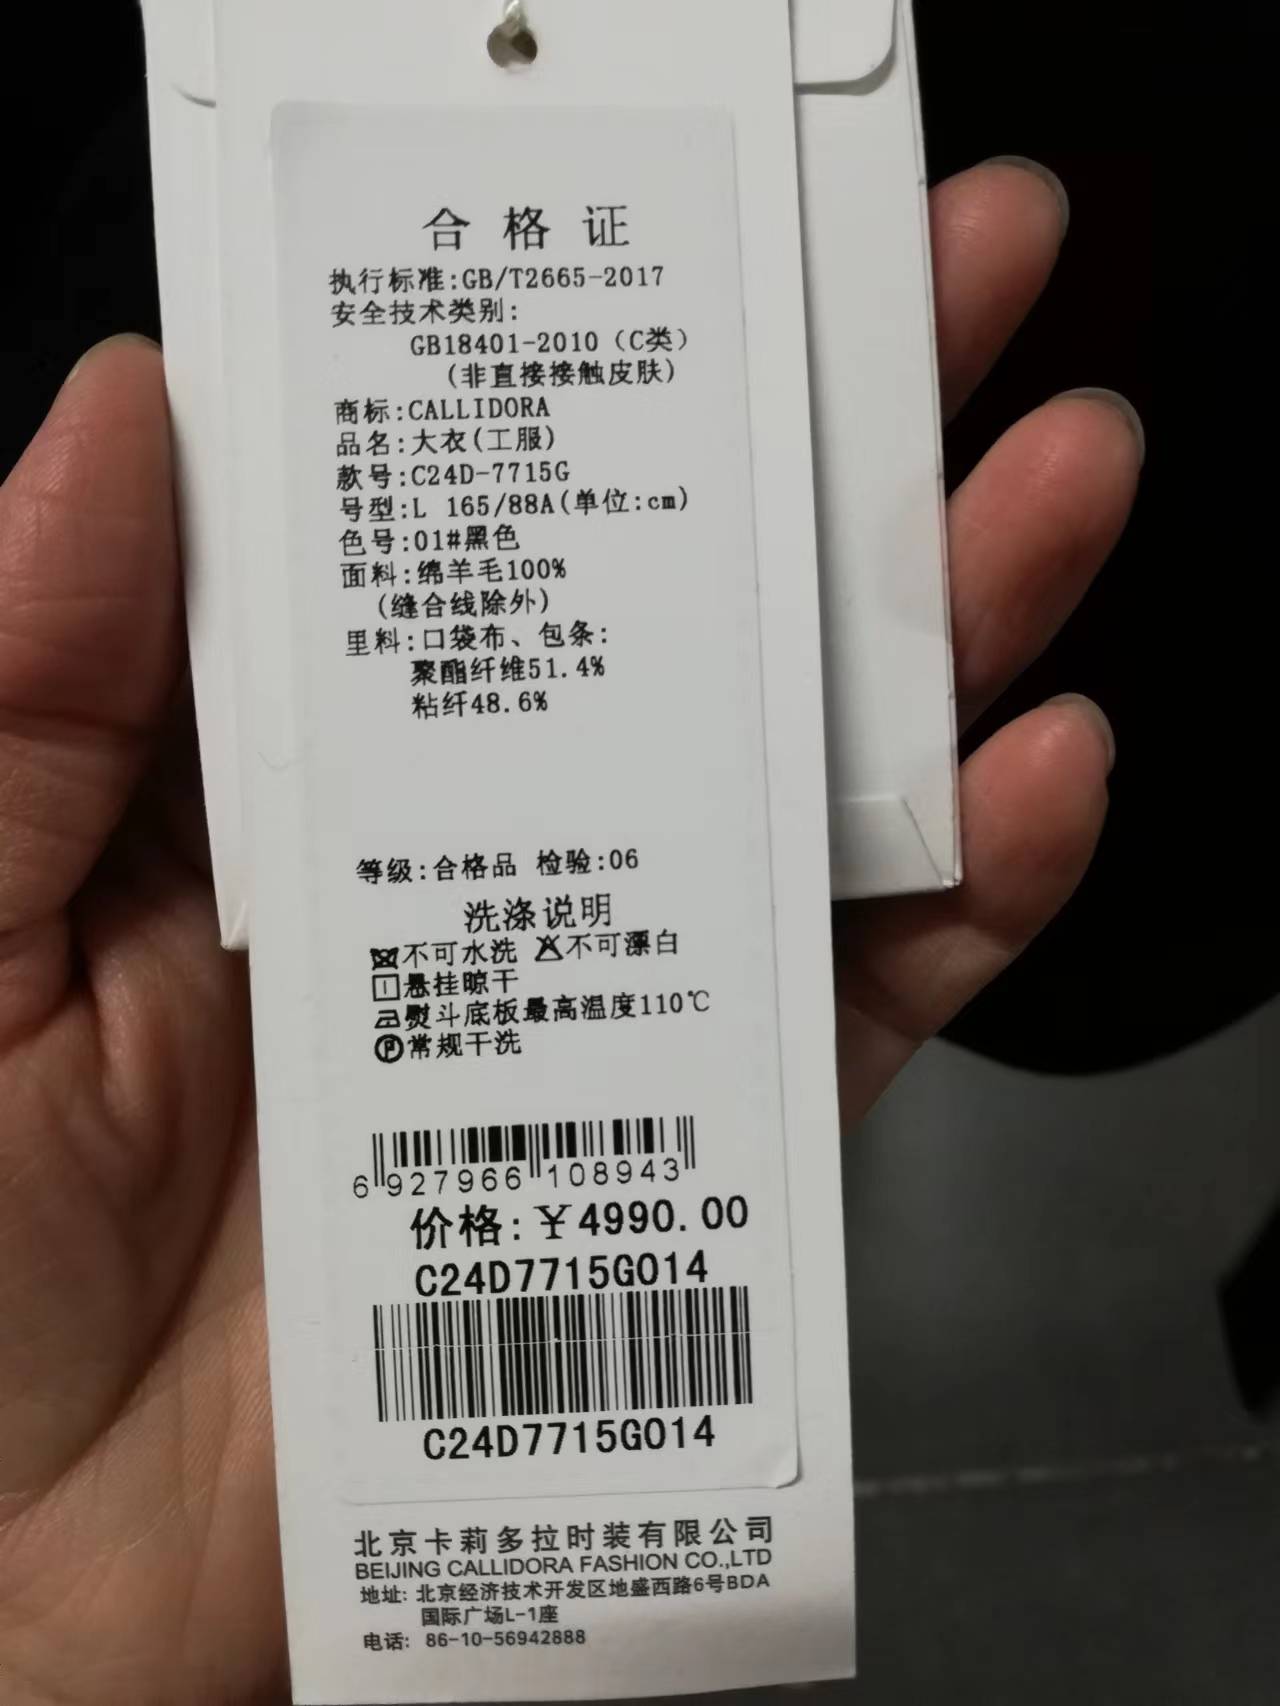 合格证
执行标准:GB/T2665-2017
安全技术类别:
GB18401-2010（C类）
(非直接接触皮肤)
商标:CALLIDORA
品名:大衣(工服)
款号:C24D-7715G
号型:L 165/88A(单位:cm)
色号:01#黑色
面料:绵羊毛100%
(缝合线除外)
里料:口袋布、包条:
聚酯纤维51.4%
粘纤48.6%
等级:合格品 检验:06
洗涤说明
不可水洗 不可漂白
悬挂晾干
熨斗底板最高温度110℃
P常规干洗
6 927966 108943
价格:￥4990.00
C24D7715G014
C24D7715G014
北京卡莉多拉时装有限公司
BEIJING CALLIDORA FASHION CO.,LTD
地址: 北京经济技术开发区地盛西路6号BDA
国际广场L-1座
电话: 86-10-56942888